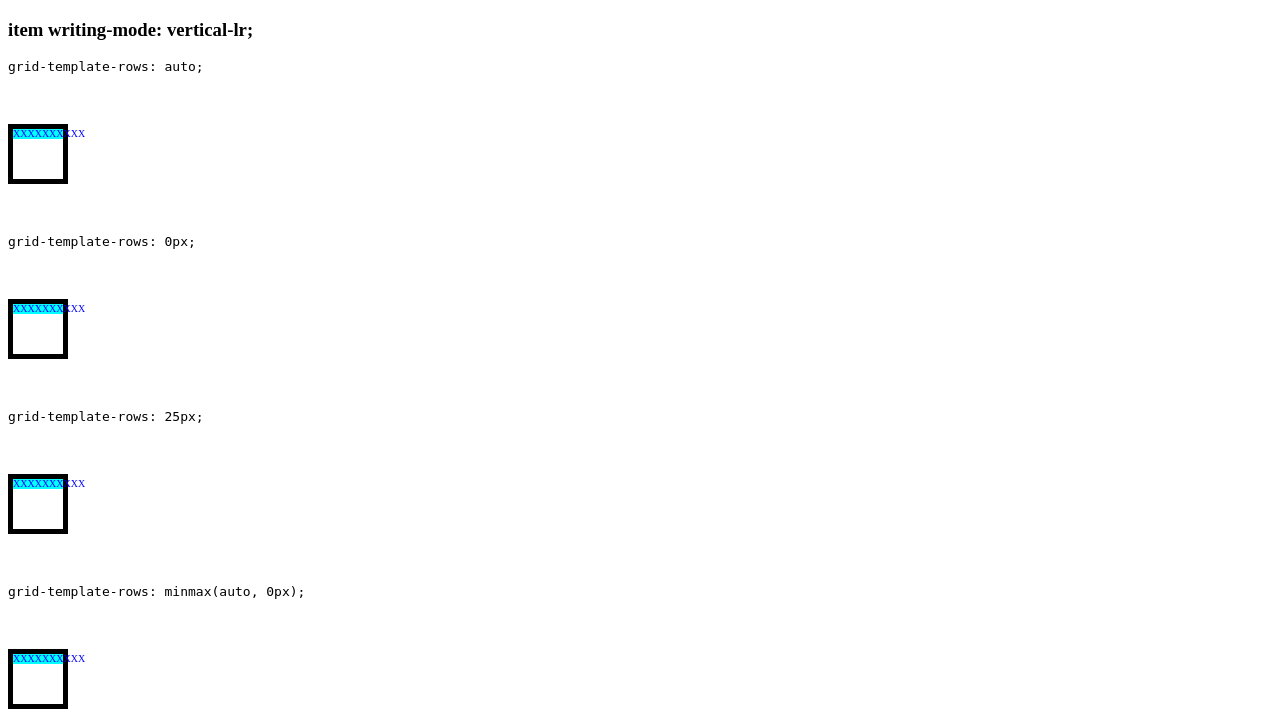 item writing-mode: vertical-lr;
grid-template-rows: auto;
XXXXXXXXXX
grid-template-rows: 0px;
XXXXXXXXXX
grid-template-rows: 25px;
XXXXXXXXXX
grid-template-rows: minmax(auto, 0px);
XXXXXXXXXX